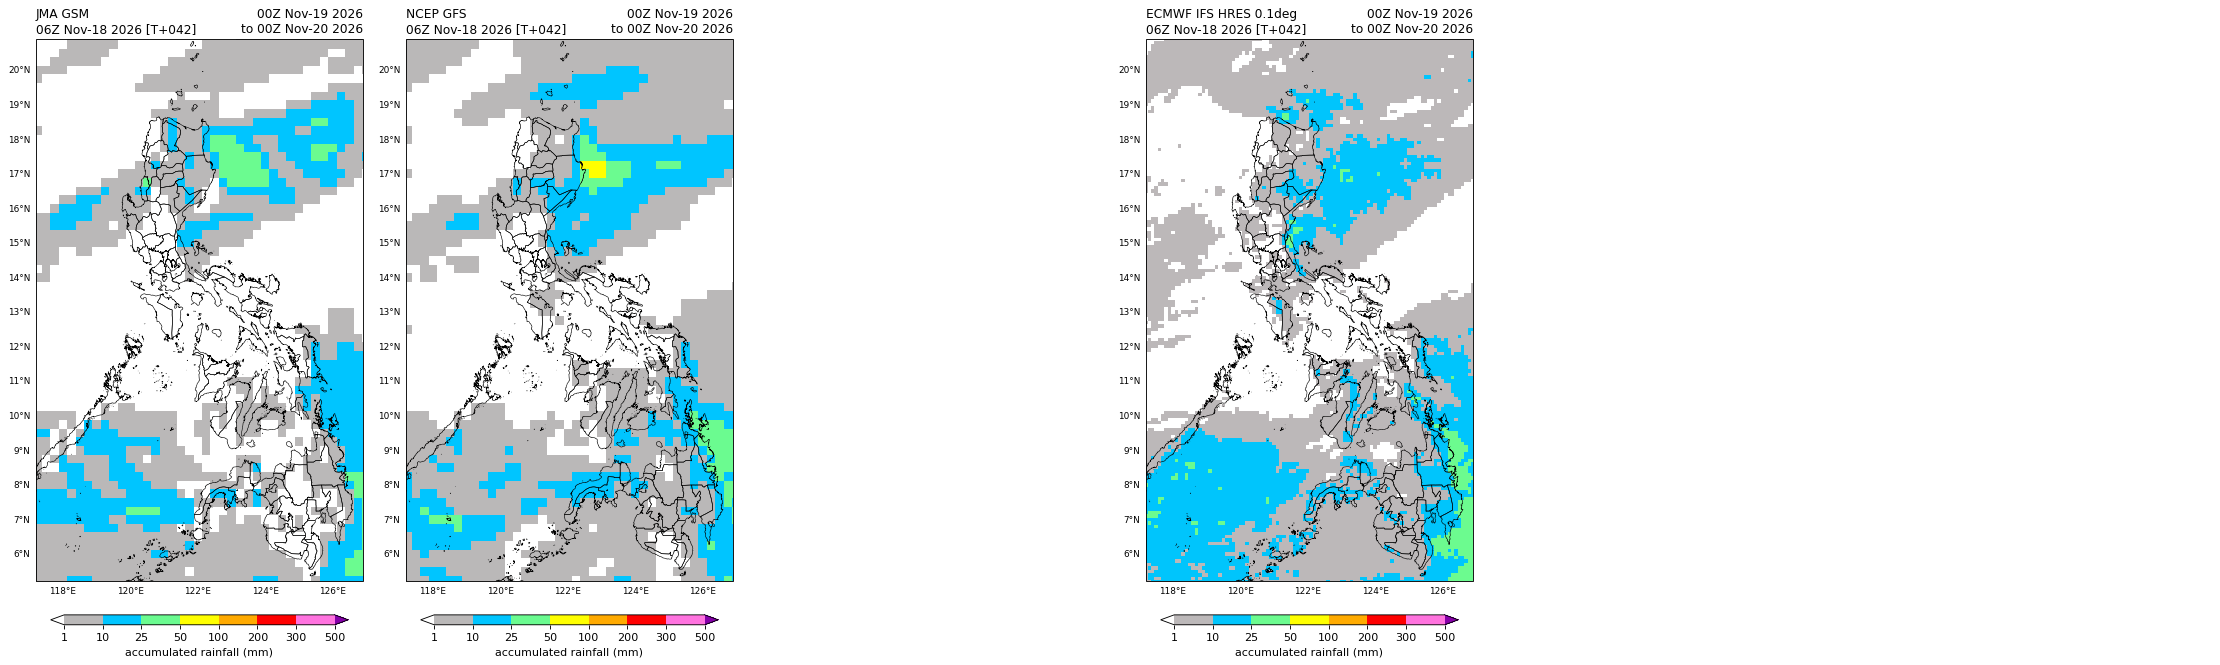 JMA GSM
00Z Nov-19 2026
06Z Nov-18 2026 [T+042]
to 00Z Nov-20 2026
20°N
19°N
18°N
17°N
16°N
15°N
14°N
13°N
12°N
11°N
10°N
9°N
8°N
7°N
6°N
118°E 120°E 122°E 124°E 126°E
1 10 25 50 100 200 300 500
accumulated rainfall (mm)
NCEP GFS
00Z Nov-19 2026
06Z Nov-18 2026 [T+042]
to 00Z Nov-20 2026
20°N
19°N
18°N
17°N
16°N
15°N
14°N
13°N
12°N
11°N
10°N
9°N
8°N
7°N
6°N
118°E 120°E 122°E 124°E 126°E
1 10 25 50 100 200 300 500
accumulated rainfall (mm)
ECMWF IFS HRES 0.1deg
00Z Nov-19 2026
06Z Nov-18 2026 [T+042]
to 00Z Nov-20 2026
20°N
19°N
18°N
17°N
16°N
15°N
14°N
13°N
12°N
11°N
10°N
9°N
8°N
7°N
6°N
118°E 120°E 122°E 124°E 126°E
1 10 25 50 100 200 300 500
accumulated rainfall (mm)